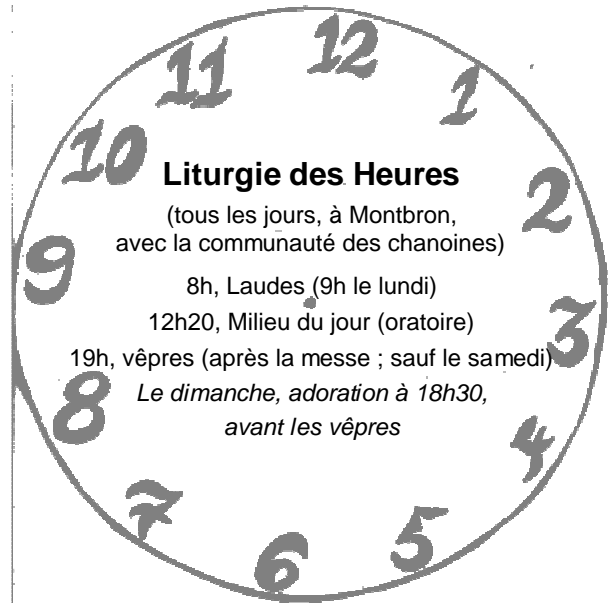 12
11
1
10
Liturgie des Heures
2
(tous les jours, à Montbron,
avec la communauté des chanoines)
9
8h, Laudes (9h le lundi)
12h20, Milieu du jour (oratoire)
3
19h, vêpres (après la messe ; sauf le samedi)
Le dimanche, adoration à 18h30,
8
avant les vêpres
4
7
5
6